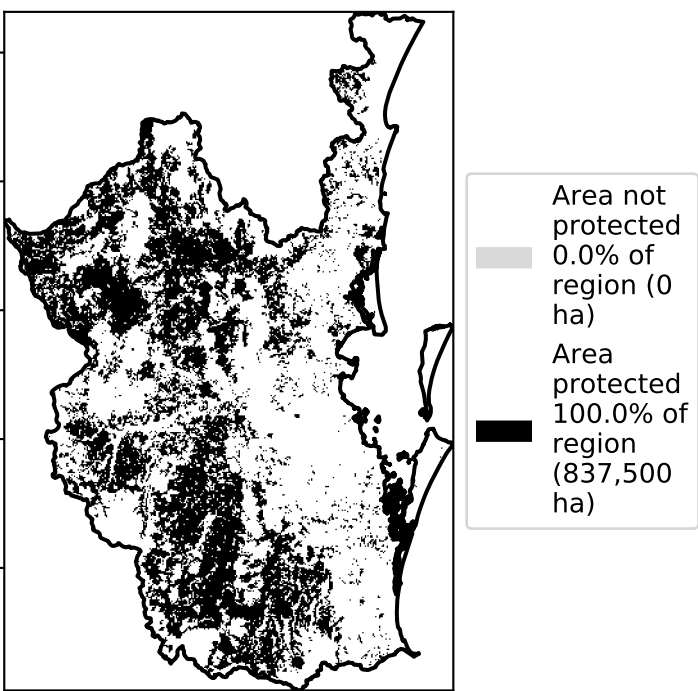 Area not
protected
0.0% of
region (0
ha)
Area
protected
100.0% of
region
(837,500
ha)